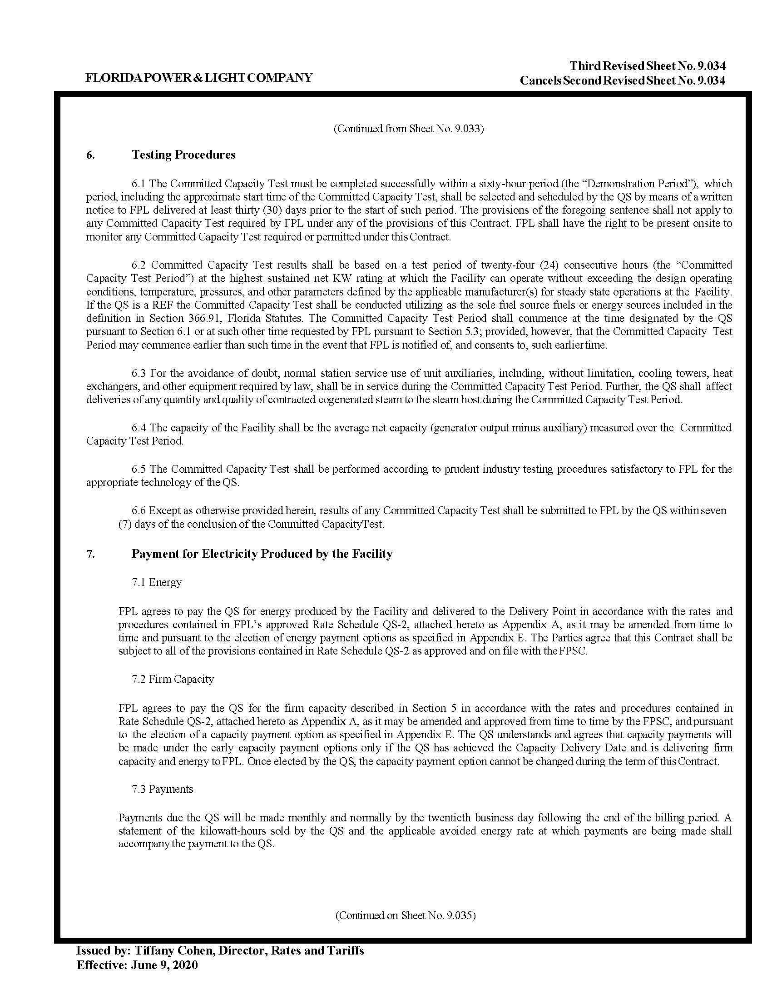 FLORIDA POWER & LIGHT COMPANY
Third Revised Sheet No. 9.034
Cancels Second Revised Sheet No. 9.034
(Continued from Sheet No. 9.033)
6. Testing Procedures
6.1 The Committed Capacity Test must be completed successfully within a sixty-hour period (the “Demonstration Period”), which
period, including the approximate start time of the Committed Capacity Test, shall be selected and scheduled by the QS by means of a written
notice to FPL delivered at least thirty (30) days prior to the start of such period. The provisions of the foregoing sentence shall not apply to
any Committed Capacity Test required by FPL under any of the provisions of this Contract. FPL shall have the right to be present onsite to
monitor any Committed Capacity Test required or permitted under this Contract.
6.2 Committed Capacity Test results shall be based on a test period of twenty-four (24) consecutive hours (the “Committed
Capacity Test Period”) at the highest sustained net KW rating at which the Facility can operate without exceeding the design operating
conditions, temperature, pressures, and other parameters defined by the applicable manufacturer(s) for steady state operations at the Facility.
If the QS is a REF the Committed Capacity Test shall be conducted utilizing as the sole fuel source fuels or energy sources included in the
definition in Section 366.91, Florida Statutes. The Committed Capacity Test Period shall commence at the time designated by the QS
pursuant to Section 6.1 or at such other time requested by FPL pursuant to Section 5.3; provided, however, that the Committed Capacity Test
Period may commence earlier than such time in the event that FPL is notified of, and consents to, such earlier time.
6.3 For the avoidance of doubt, normal station service use of unit auxiliaries, including, without limitation, cooling towers, heat
exchangers, and other equipment required by law, shall be in service during the Committed Capacity Test Period. Further, the QS shall affect
deliveries of any quantity and quality of contracted cogenerated steam to the steam host during the Committed Capacity Test Period.
6.4 The capacity of the Facility shall be the average net capacity (generator output minus auxiliary) measured over the Committed
Capacity Test Period.
6.5 The Committed Capacity Test shall be performed according to prudent industry testing procedures satisfactory to FPL for the
appropriate technology of the QS.
6.6 Except as otherwise provided herein, results of any Committed Capacity Test shall be submitted to FPL by the QS within seven
(7) days of the conclusion of the Committed CapacityTest.
7. Payment for Electricity Produced by the Facility
7.1 Energy
FPL agrees to pay the QS for energy produced by the Facility and delivered to the Delivery Point in accordance with the rates and
procedures contained in FPL’s approved Rate Schedule QS-2, attached hereto as Appendix A, as it may be amended from time to
time and pursuant to the election of energy payment options as specified in Appendix E. The Parties agree that this Contract shall be
subject to all of the provisions contained in Rate Schedule QS-2 as approved and on file with the FPSC.
7.2 Firm Capacity
FPL agrees to pay the QS for the firm capacity described in Section 5 in accordance with the rates and procedures contained in
Rate Schedule QS-2, attached hereto as Appendix A, as it may be amended and approved from time to time by the FPSC, and pursuant
to the election of a capacity payment option as specified in Appendix E. The QS understands and agrees that capacity payments will
be made under the early capacity payment options only if the QS has achieved the Capacity Delivery Date and is delivering firm
capacity and energy to FPL. Once elected by the QS, the capacity payment option cannot be changed during the term of this Contract.
7.3 Payments
Payments due the QS will be made monthly and normally by the twentieth business day following the end of the billing period. A
statement of the kilowatt-hours sold by the QS and the applicable avoided energy rate at which payments are being made shall
accompany the payment to the QS.
(Continued on Sheet No. 9.035)
Issued by: Tiffany Cohen, Director, Rates and Tariffs
Effective: June 9, 2020